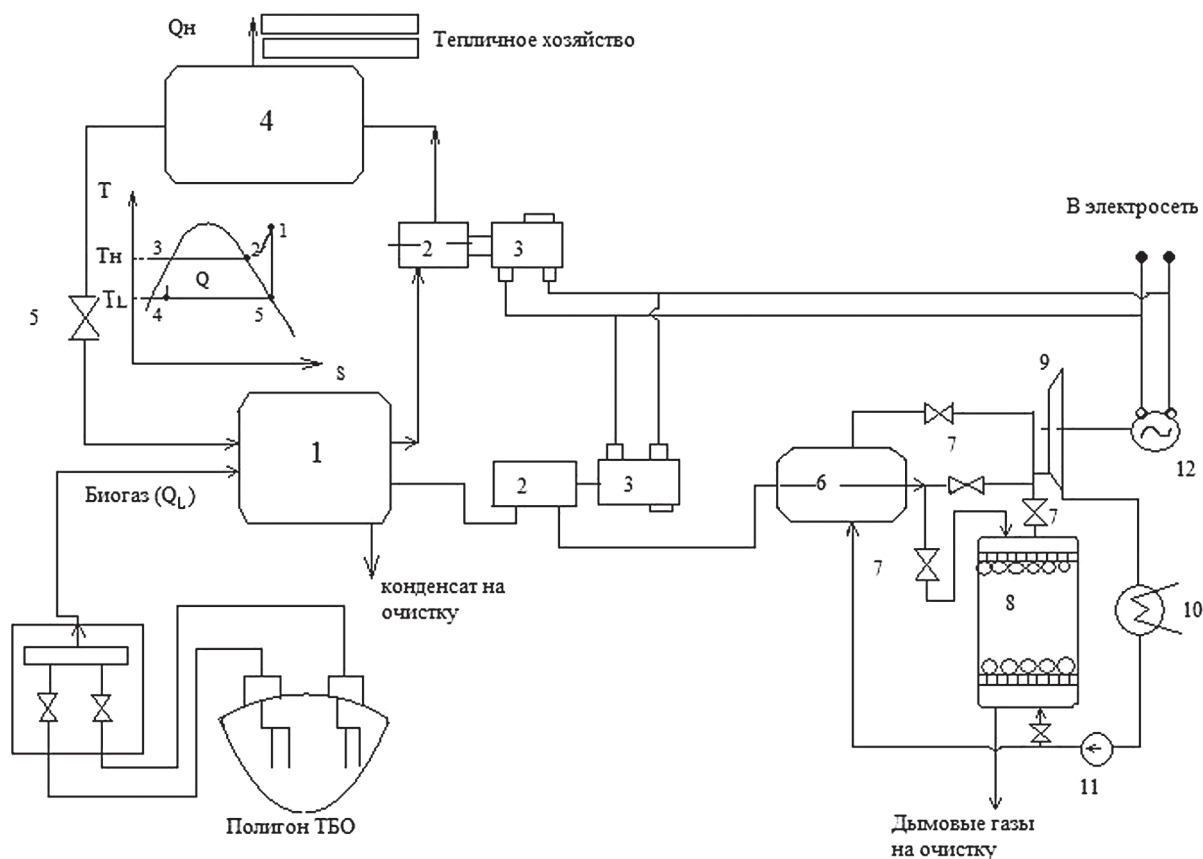 Qн
Тепличное хозяйство
4
T
1
Tн
3
2
Q
TL
4
5
S
5
2
3
В электросеть
9
12
7
1
Биогаз (QL)
2
3
6
7
7
8
10
конденсат на
очистку
11
Полигон ТБО
Дымовые газы
на очистку